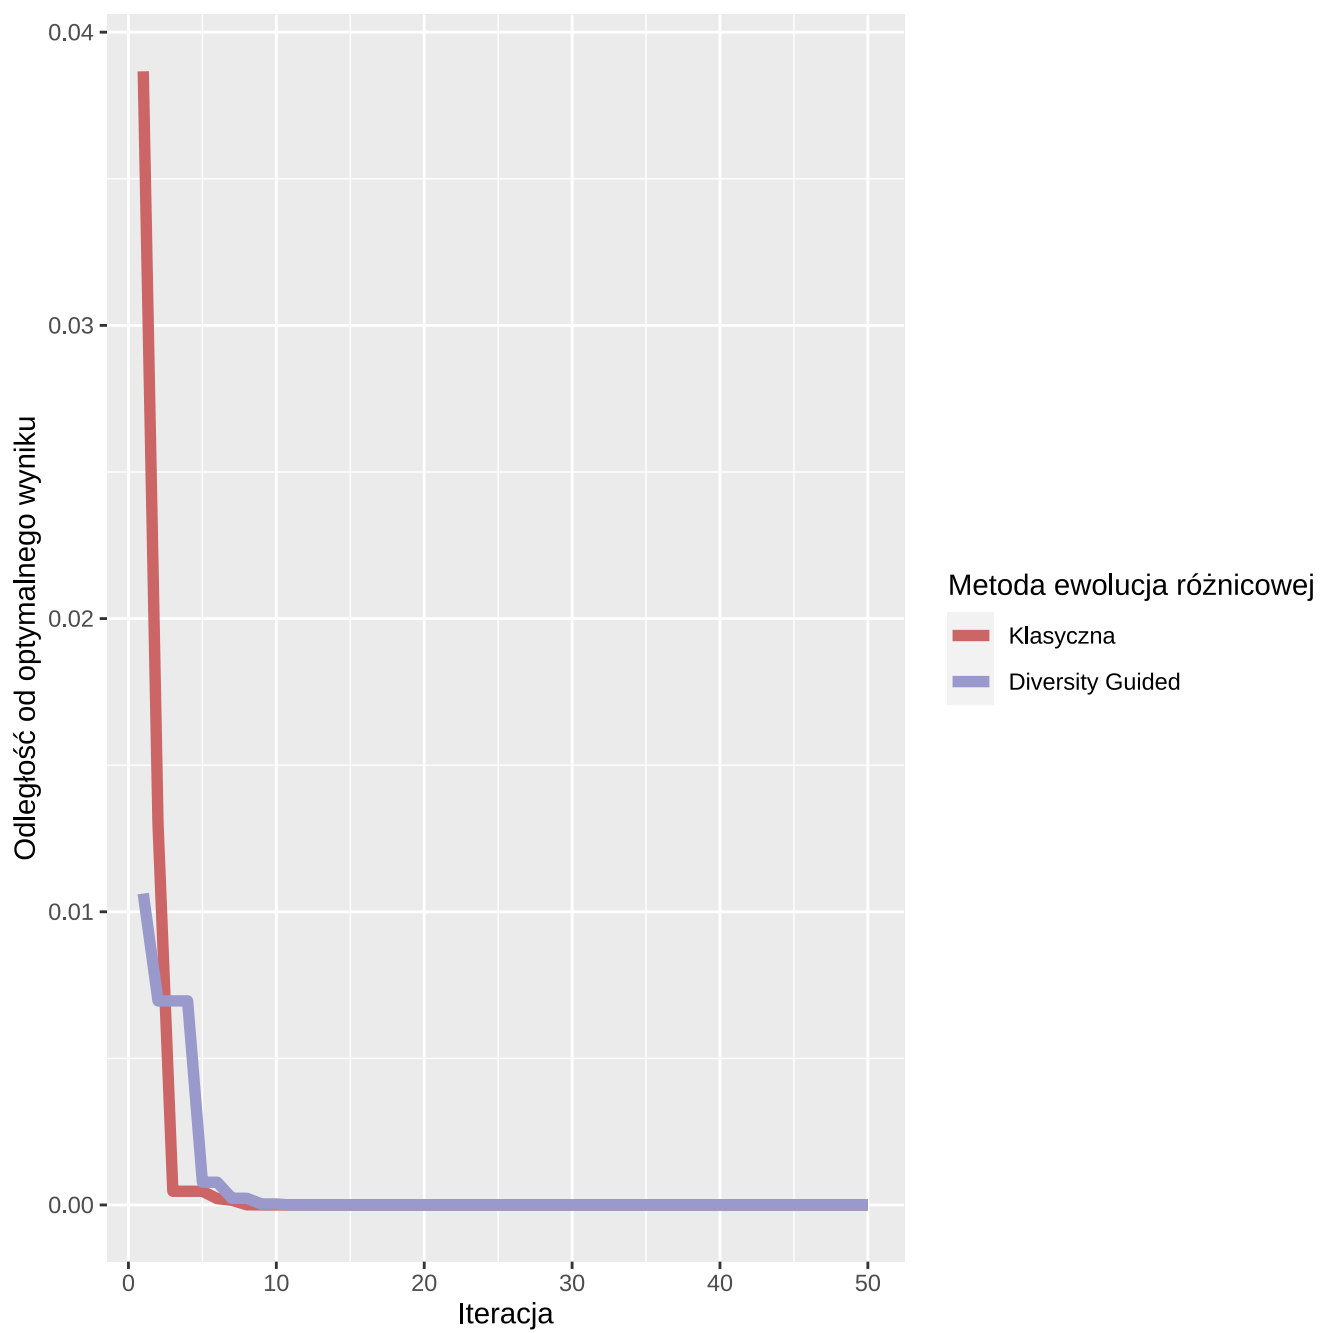 0.04
0.03
0.02
0.01
0.00
Odległość od optymalnego wyniku
0
10
20
30
40
50
Iteracja
Metoda ewolucja różnicowej
Klasyczna
Diversity Guided